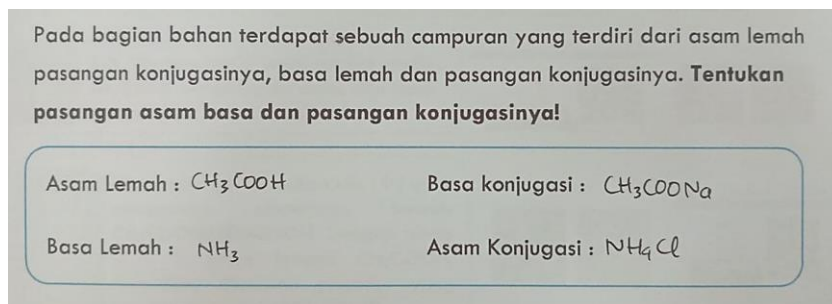 Pada bagian bahan terdapat sebuah campuran yang terdiri dari asam lemah
pasangan konjugasinya, basa lemah dan pasangan konjugasinya. Tentukan
pasangan asam basa dan pasangan konjugasinya!
Asam Lemah : CH₃COOH Basa konjugasi : CH₃COONa
Basa Lemah : NH₃ Asam Konjugasi : NH₄Cl